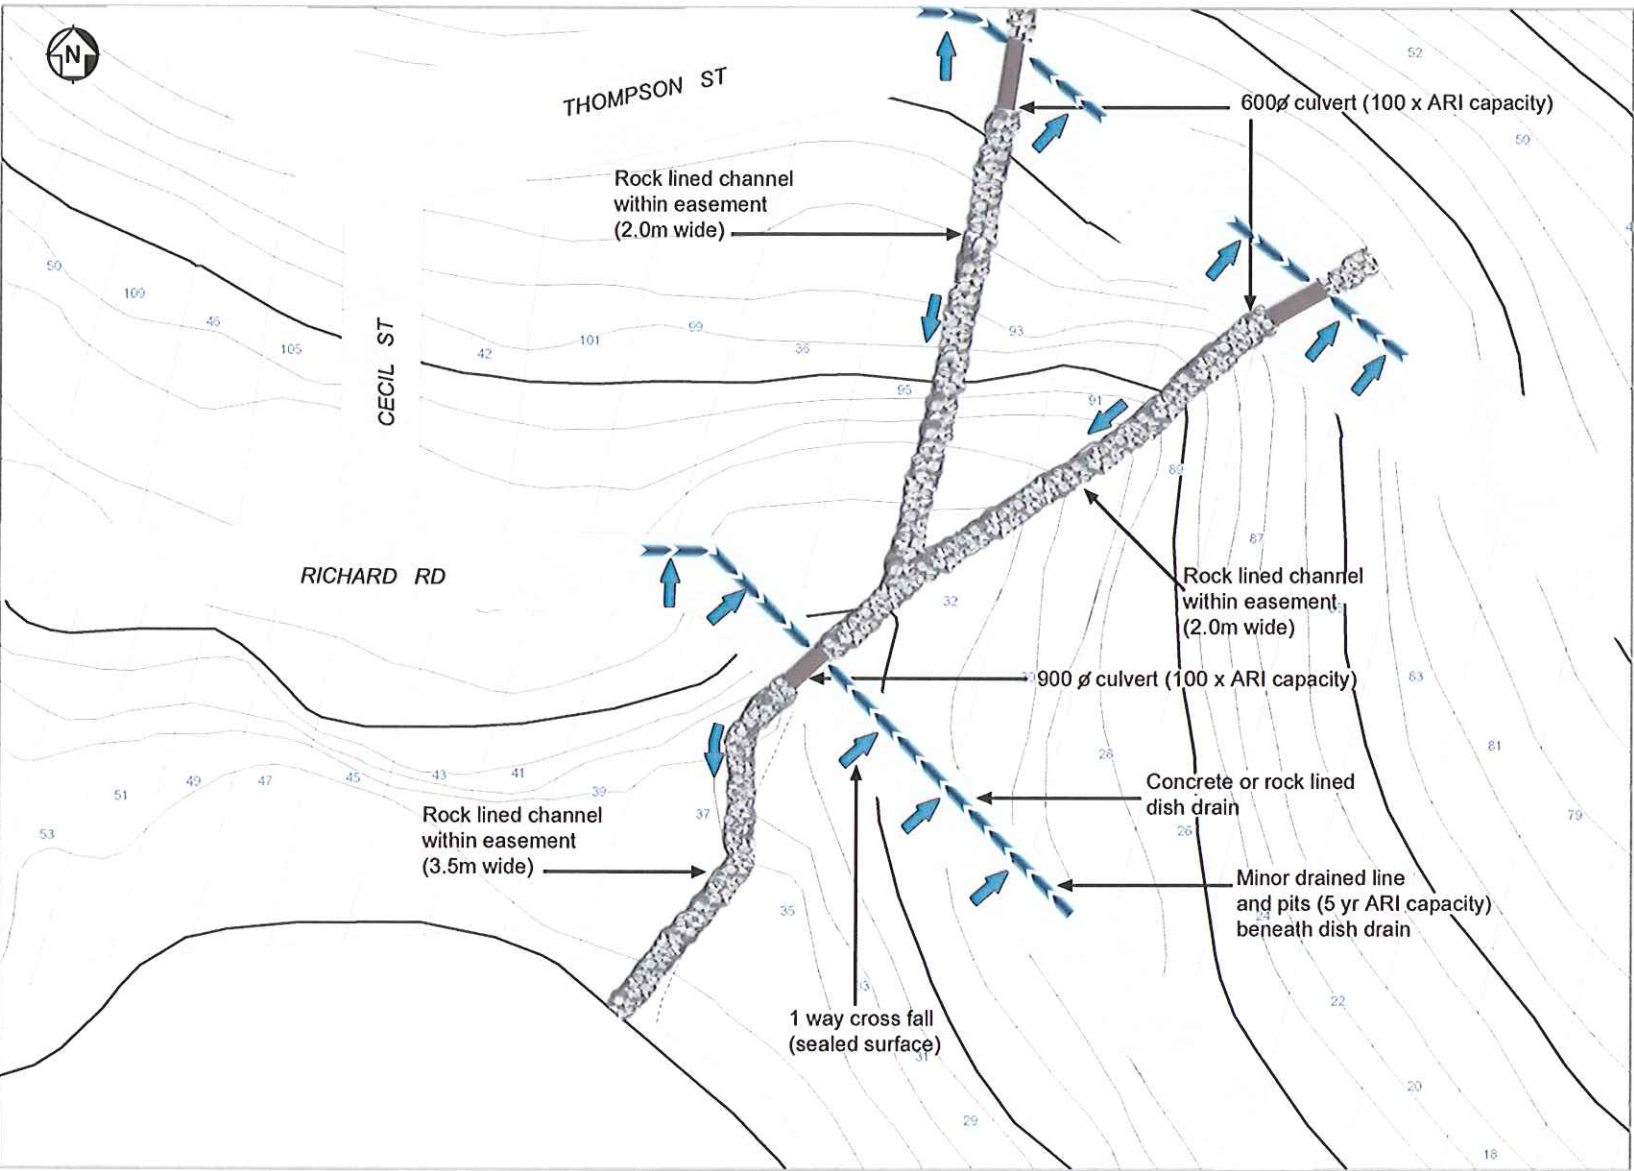 N
52
THOMPSON ST
600ø culvert (100 x ARI capacity)
50
Rock lined channel
within easement
(2.0m wide)
4
50
109
46
105
CECIL ST
42
101
99
36
93
95
91
89
87
RICHARD RD
32
Rock lined channel
within easement
(2.0m wide)
900 ø culvert (100 x ARI capacity)
83
81
28
51
49
47
45
43
41
39
37
53
Rock lined channel
within easement
(3.5m wide)
Concrete or rock lined
dish drain
26
79
Minor drained line
and pits (5 yr ARI capacity)
beneath dish drain
24
35
33
22
1 way cross fall
(sealed surface)
31
29
20
18